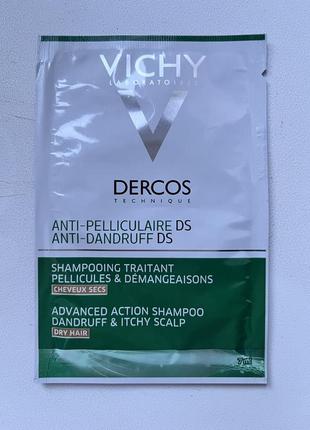 VICHY
LABORATOIRES
DERCOS
TECHNIQUE
ANTI-PELLICULAIRE DS
ANTI-DANDRUFF DS
SHAMPOOING TRAITANT
PELLICULES & DÉMANGEAISONS
CHEVEUX SECS
ADVANCED ACTION SHAMPOO
DANDRUFF & ITCHY SCALP
DRY HAIR
7ml